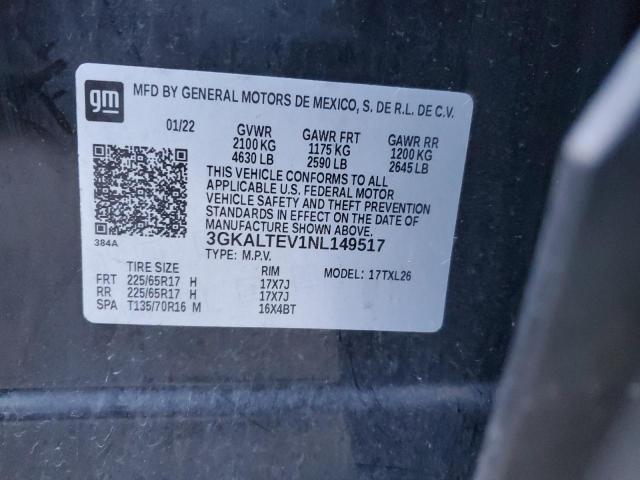 gm MFD BY GENERAL MOTORS DE MEXICO, S. DE R.L. DE C.V.
01/22 GVWR GAWR FRT GAWR RR
2100 KG 1175 KG 1200 KG
4630 LB 2590 LB 2645 LB
THIS VEHICLE CONFORMS TO ALL
APPLICABLE U.S. FEDERAL MOTOR
VEHICLE SAFETY AND THEFT PREVENTION
STANDARDS IN EFFECT ON THE DATE OF
MANUFACTURE SHOWN ABOVE.
384A 3GKALTEV1NL149517
TYPE: M.P.V.
TIRE SIZE RIM MODEL: 17TXL26
FRT 225/65R17 H 17X7J
RR 225/65R17 H 17X7J
SPA T135/70R16 M 16X4BT